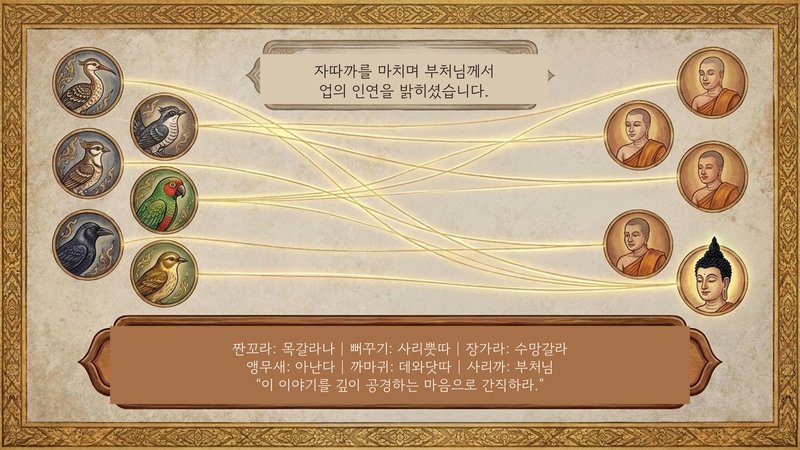 자따까를 마치며 부처님께서
업의 인연을 밝히셨습니다.
짠꼬라: 목갈라나 | 뻐꾸기: 사리뿟따 | 장가라: 수망갈라
앵무새: 아난다 | 까마귀: 데와닷따 | 사리까: 부처님
“이 이야기를 깊이 공경하는 마음으로 간직하라.”